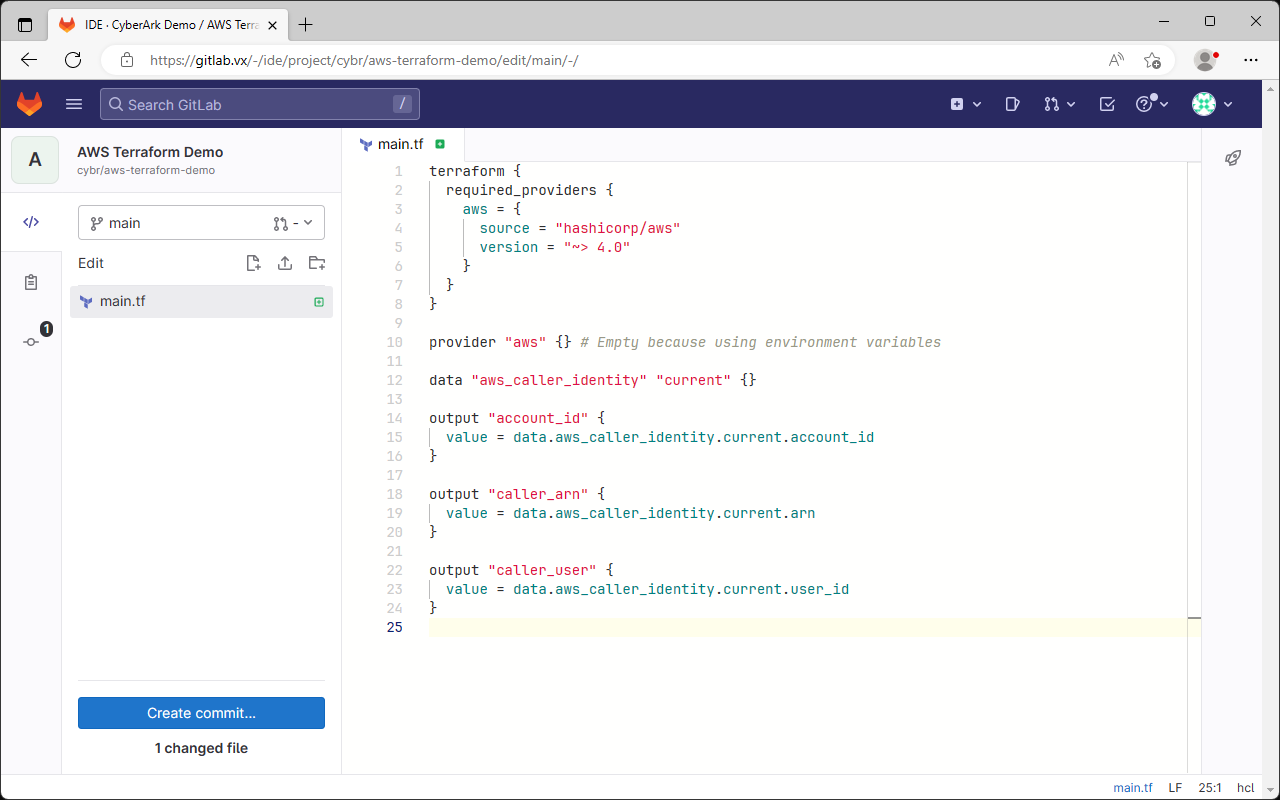 IDE · CyberArk Demo / AWS Terra
https://gitlab.vx/-/ide/project/cybr/aws-terraform-demo/edit/main/-/
Search GitLab /
A
AWS Terraform Demo
cybr/aws-terraform-demo
main
-
Edit
main.tf
1
Create commit...
1 changed file
main.tf
1 terraform {
2 required_providers {
3 aws = {
4 source = "hashicorp/aws"
5 version = "~> 4.0"
6 }
7 }
8 }
9
10 provider "aws" {} # Empty because using environment variables
11
12 data "aws_caller_identity" "current" {}
13
14 output "account_id" {
15 value = data.aws_caller_identity.current.account_id
16 }
17
18 output "caller_arn" {
19 value = data.aws_caller_identity.current.arn
20 }
21
22 output "caller_user" {
23 value = data.aws_caller_identity.current.user_id
24 }
25
main.tf LF 25:1 hcl